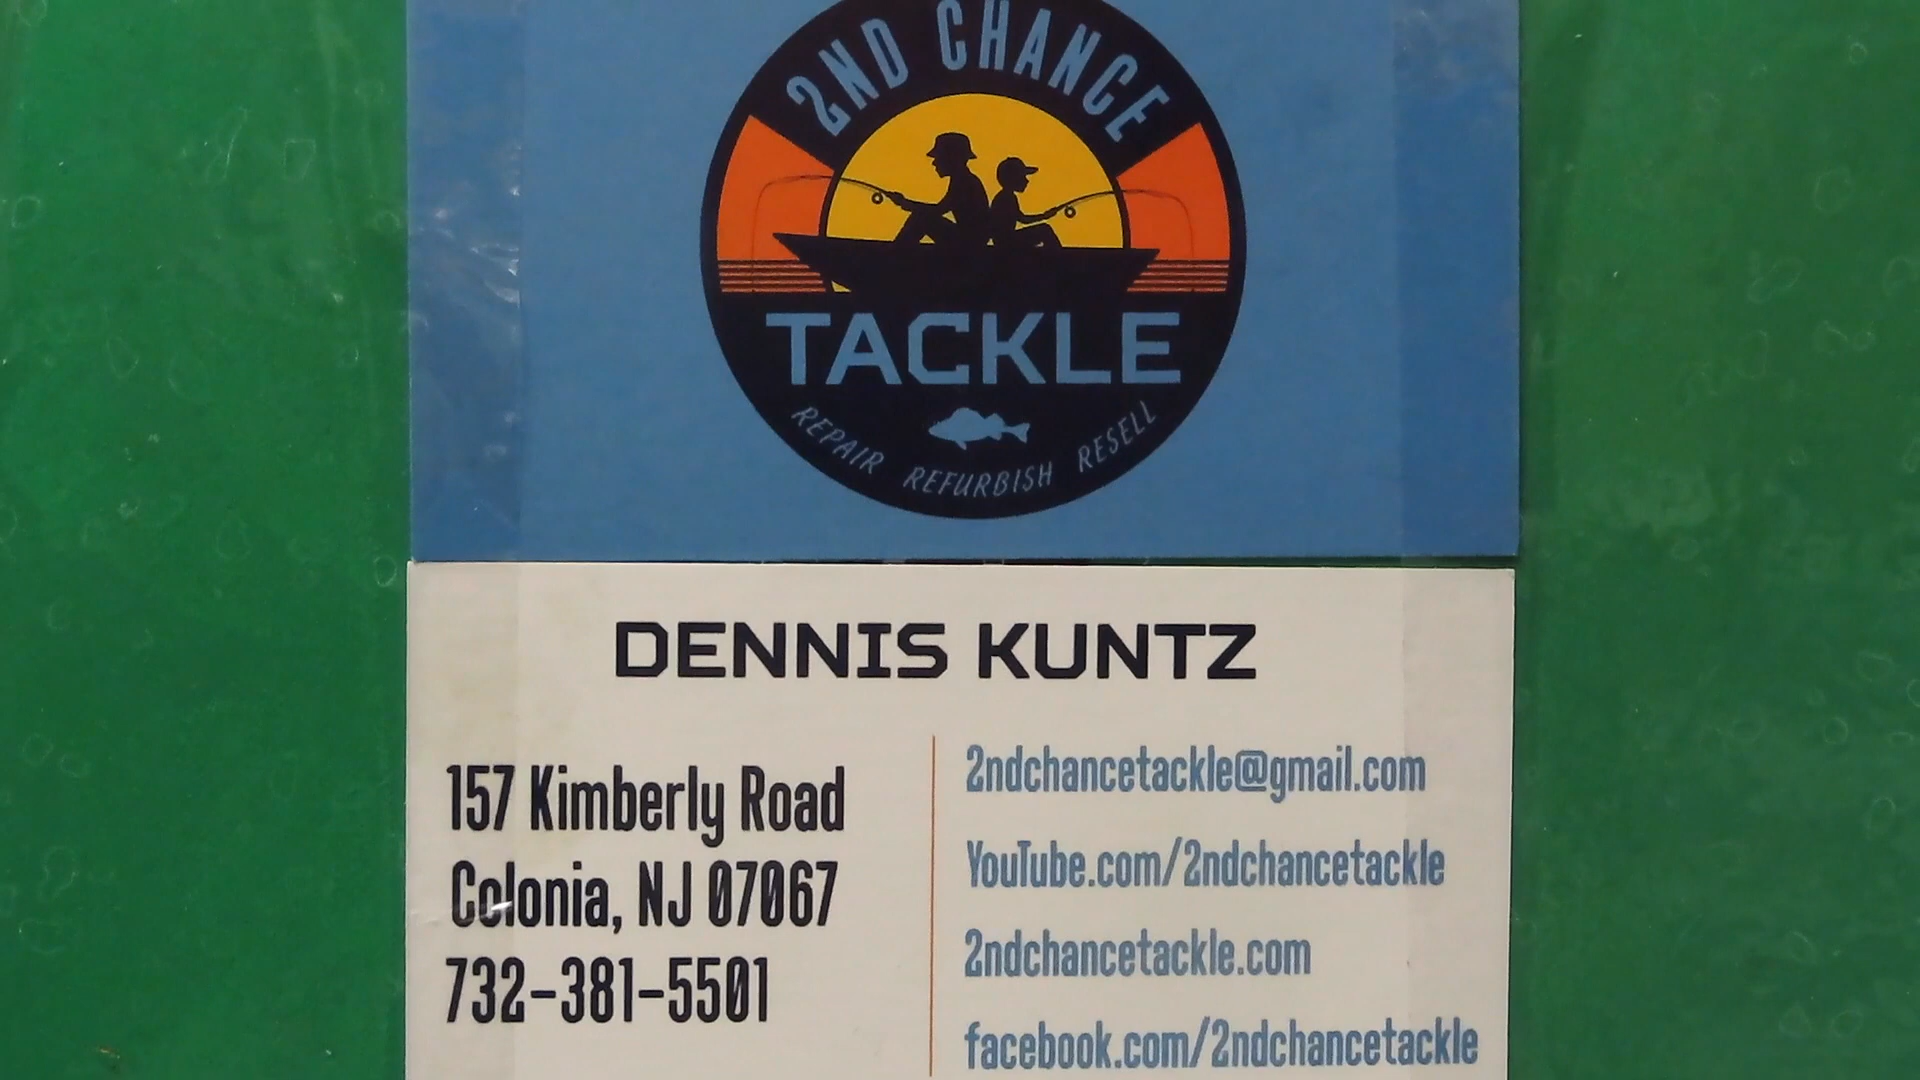 2ND CHANCE
TACKLE
REPAIR REFURBISH RESELL
DENNIS KUNTZ
157 Kimberly Road
Colonia, NJ 07067
732-381-5501
2ndchancetackle@gmail.com
YouTube.com/2ndchancetackle
2ndchancetackle.com
facebook.com/2ndchancetackle